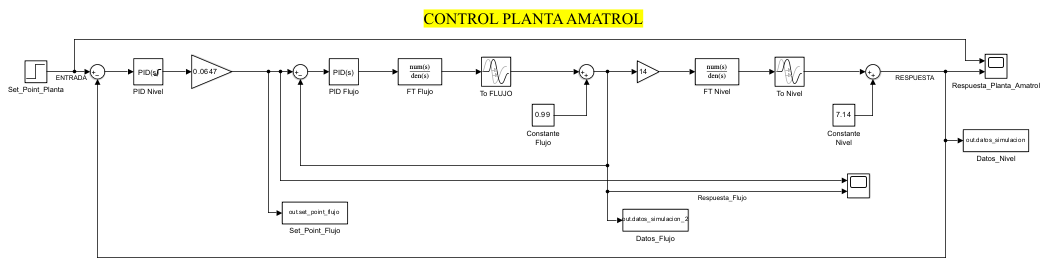 CONTROL PLANTA AMATROL
Set_Point_Planta
ENTRADA
PID(s)
PID Nivel
0.0647
PID(s)
PID Flujo
num(s)
den(s)
FT Flujo
To FLUJO
0.99
Constante
Flujo
14
num(s)
den(s)
FT Nivel
To Nivel
7.14
Constante
Nivel
RESPUESTA
Respuesta_Planta_Amatrol
out.datos_simulacion
Datos_Nivel
Respuesta_Flujo
out.set_point_flujo
Set_Point_Flujo
out.datos_simulacion_2
Datos_Flujo